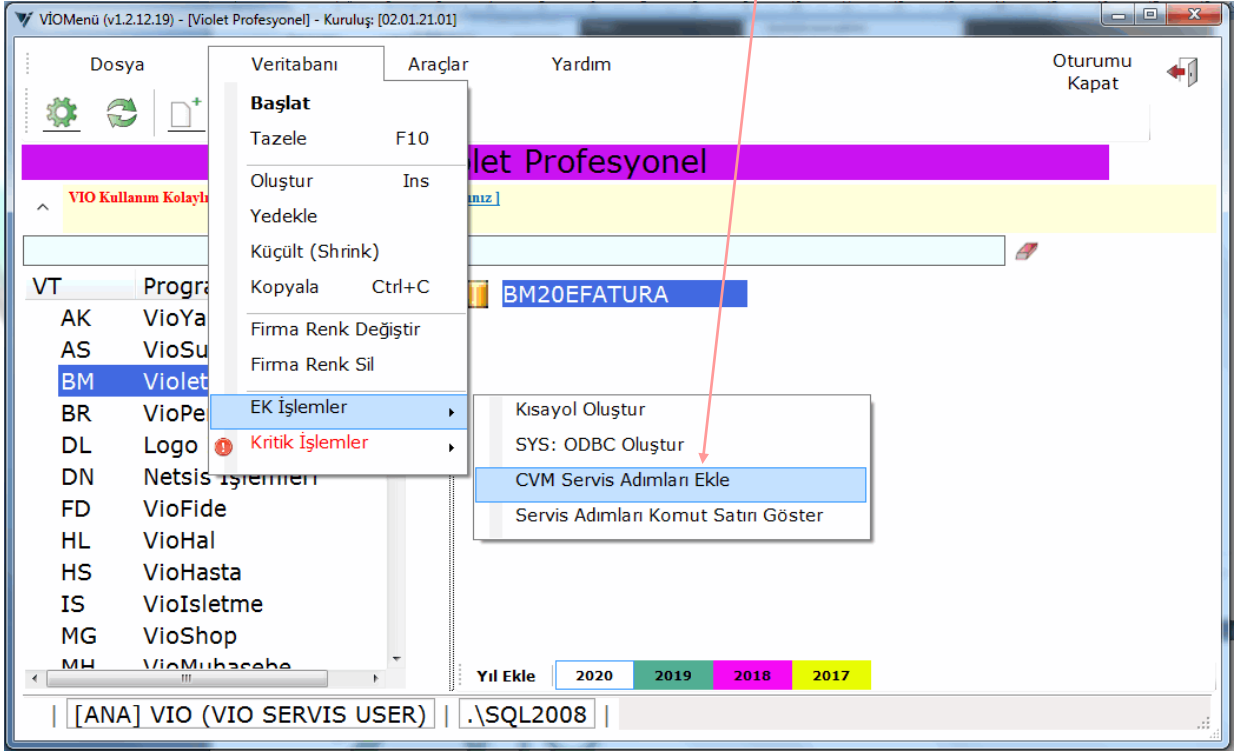 VİOMenü (v1.2.12.19) - [Violet Profesyonel] - Kuruluş: [02.01.21.01]
Dosya Veritabanı Araçlar Yardım Oturumu Kapat
Başlat
Tazele F10
let Profesyonel
Oluştur Ins
VIO Kullanım ınız ]
Yedekle
Küçült (Shrink)
VT
Kopyala Ctrl+C
BM20EFATURA
AK VioYa
Firma Renk Değiştir
AS VioSu
Firma Renk Sil
BM Violet
EK İşlemler
Kısayol Oluştur
BR VioPe
Kritik İşlemler
SYS: ODBC Oluştur
DL Logo
CVM Servis Adımları Ekle
DN Netsis İşlemleri
Servis Adımları Komut Satırı Göster
FD VioFide
HL VioHal
HS VioHasta
IS VioIsletme
MG VioShop
MH VioMuhasebe
Yıl Ekle 2020 2019 2018 2017
| [ANA] VIO (VIO SERVIS USER) | .\SQL2008 |